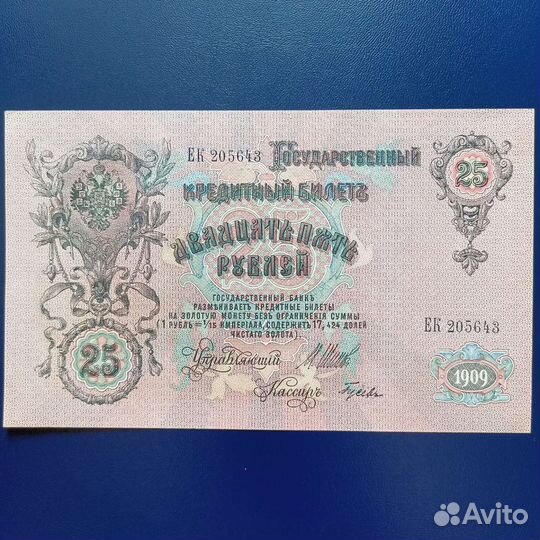 ЕК 205643 Государственный
Кредитный Билетъ
Двадцать пять
Рублей
25
ГОСУДАРСТВЕННЫЙ БАНКЪ
РАЗМѢНИВАЕТЪ КРЕДИТНЫЕ БИЛЕТЫ
НА ЗОЛОТУЮ МОНЕТУ БЕЗЪ ОГРАНИЧЕНІЯ СУММЫ
(1 РУБЛЬ = 1/15 ИМПЕРІАЛА, СОДЕРЖИТЪ 17,424 ДОЛЕЙ
ЧИСТАГО ЗОЛОТА).
ЕК 205643
25
Управляющій
Кассиръ
1909
Avito